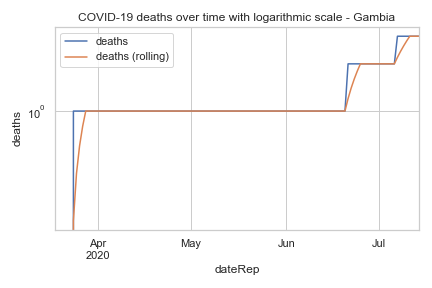 COVID-19 deaths over time with logarithmic scale - Gambia
deaths
deaths (rolling)
deaths
10⁰
Apr
2020
May
Jun
Jul
dateRep